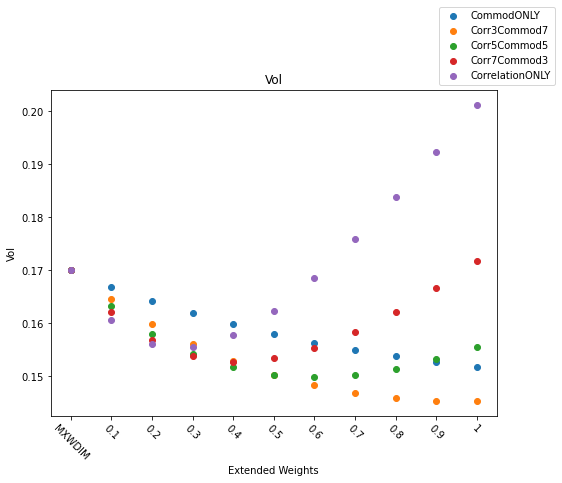 CommodONLY
Corr3Commod7
Corr5Commod5
Corr7Commod3
CorrelationONLY
Vol
0.20
0.19
0.18
0.17
0.16
0.15
Vol
MXWDIM 0.1 0.2 0.3 0.4 0.5 0.6 0.7 0.8 0.9 1
Extended Weights